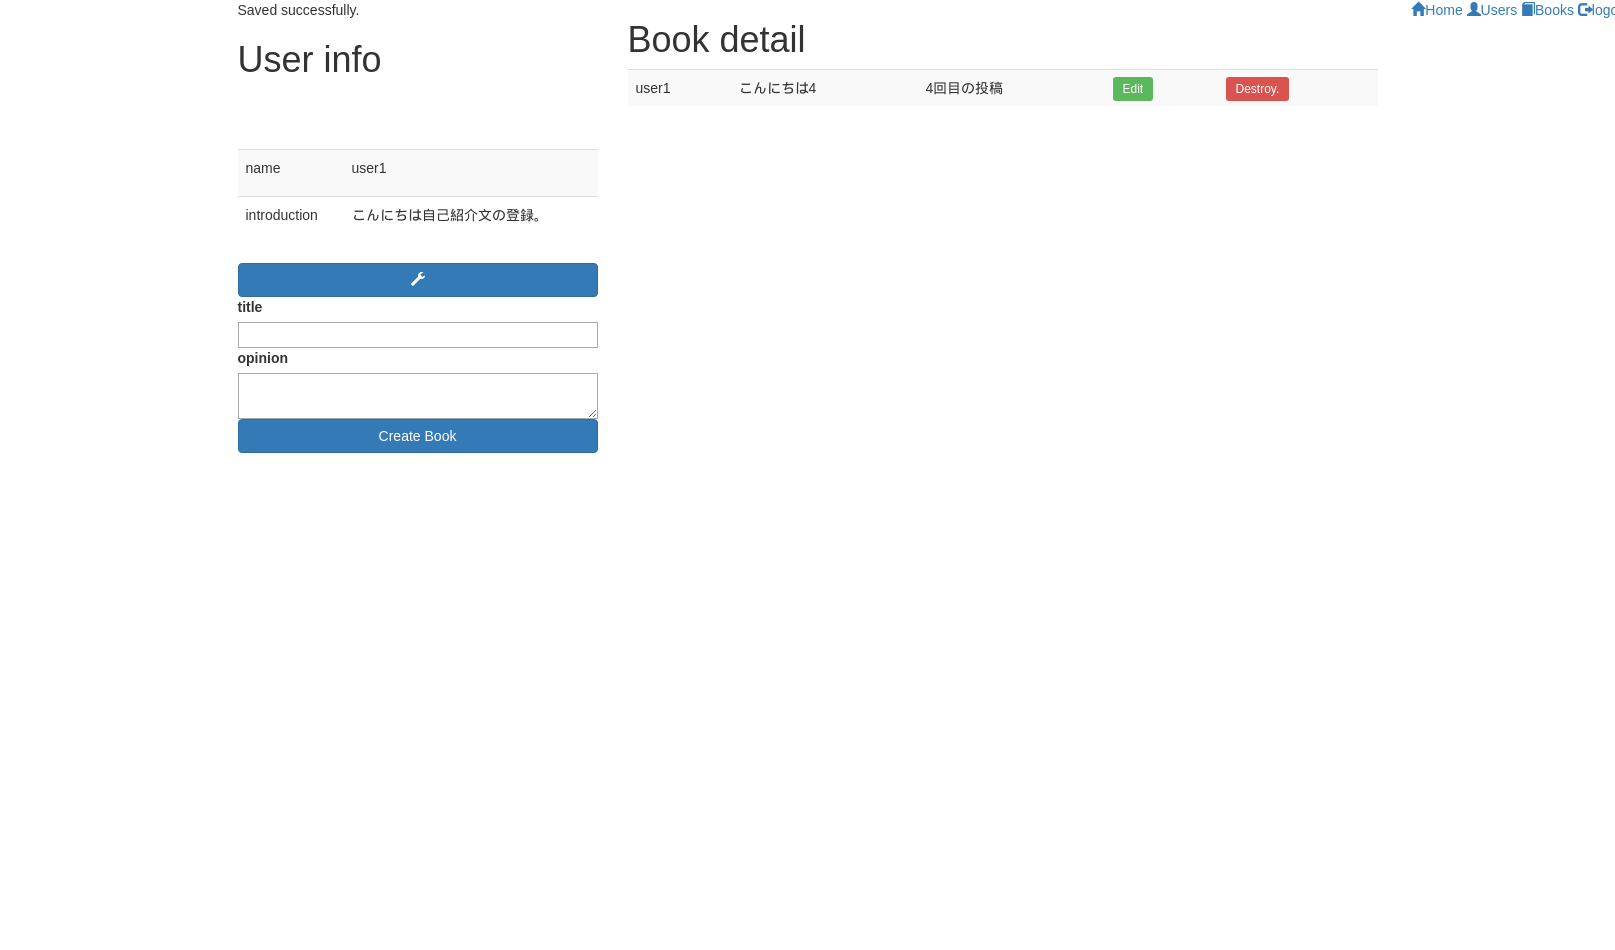 Saved successfully.
Home Users Books logo
User info
name user1
introduction こんにちは自己紹介文の登録。
title
opinion
Create Book
Book detail
user1 こんにちは4 4回目の投稿 Edit Destroy.